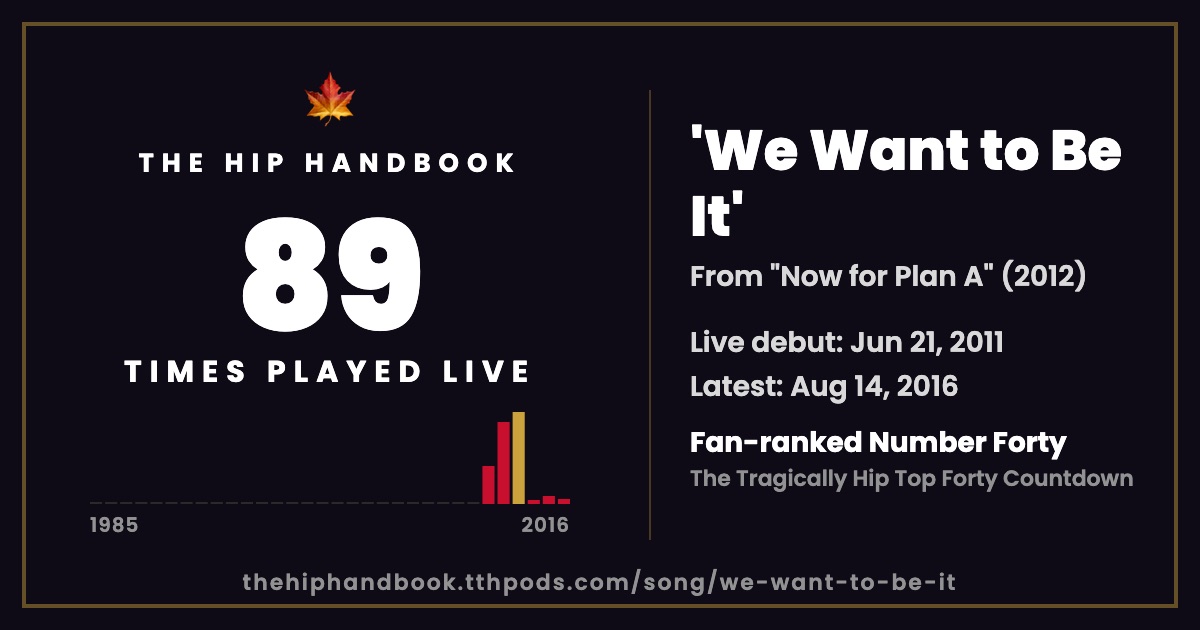 THE HIP HANDBOOK
89
TIMES PLAYED LIVE
1985
2016
'We Want to Be
It'
From "Now for Plan A" (2012)
Live debut: Jun 21, 2011
Latest: Aug 14, 2016
Fan-ranked Number Forty
The Tragically Hip Top Forty Countdown
thehiphandbook.tthpods.com/song/we-want-to-be-it